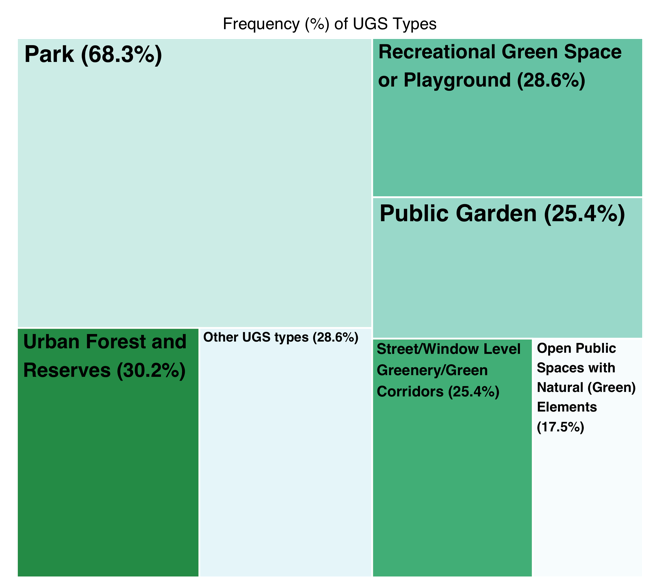 Frequency (%) of UGS Types
Park (68.3%)
Recreational Green Space
or Playground (28.6%)
Public Garden (25.4%)
Urban Forest and
Reserves (30.2%)
Other UGS types (28.6%)
Street/Window Level
Greenery/Green
Corridors (25.4%)
Open Public
Spaces with
Natural (Green)
Elements
(17.5%)